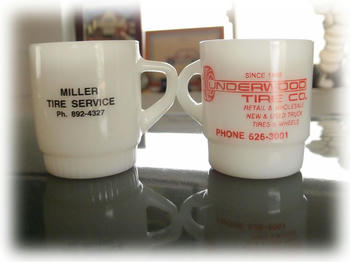 MILLER
TIRE SERVICE
Ph. 892-4327
SINCE
UNDERWOOD
TIRE CO.
RETAIL & WHOLESALE
NEW & USED TRUCK
TIRES & WHEELS
PHONE 626-3001